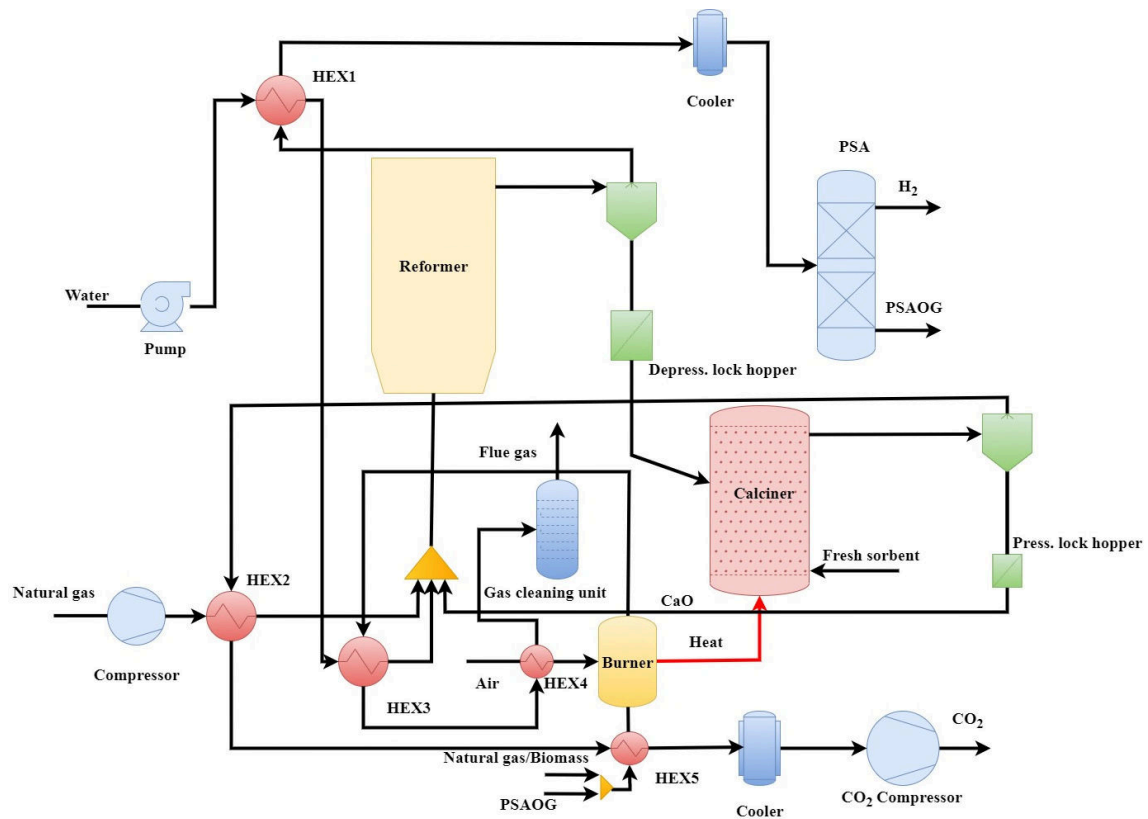 HEX1
Cooler
PSA
H₂
Reformer
Water
PSAOG
Pump
Depress. lock hopper
Flue gas
Calciner
Press. lock hopper
Fresh sorbent
HEX2
Natural gas
Gas cleaning unit
CaO
Heat
Burner
Compressor
Air
HEX4
HEX3
CO₂
Natural gas/Biomass
HEX5
PSAOG
Cooler
CO₂ Compressor